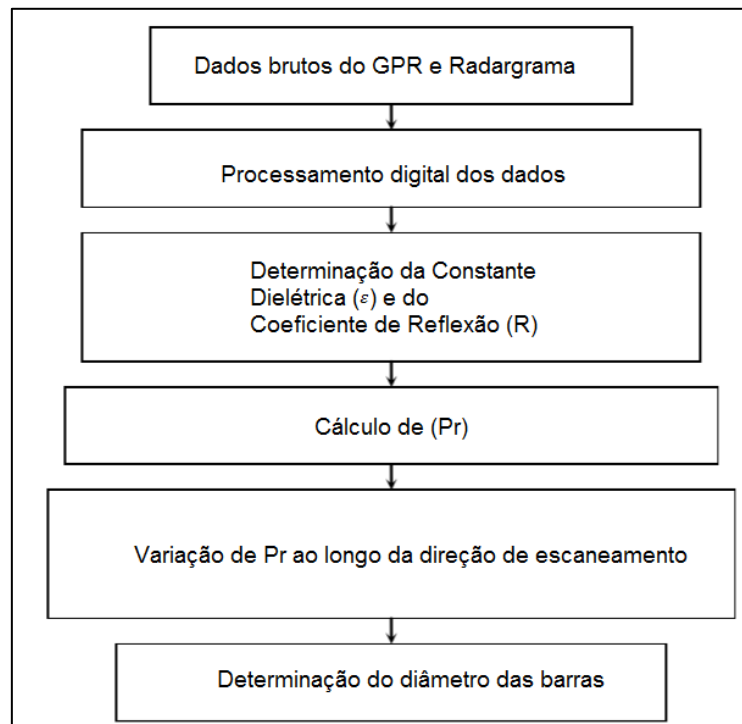 Dados brutos do GPR e Radargrama
Processamento digital dos dados
Determinação da Constante
Dielétrica (ε) e do
Coeficiente de Reflexão (R)
Cálculo de (Pr)
Variação de Pr ao longo da direção de escaneamento
Determinação do diâmetro das barras